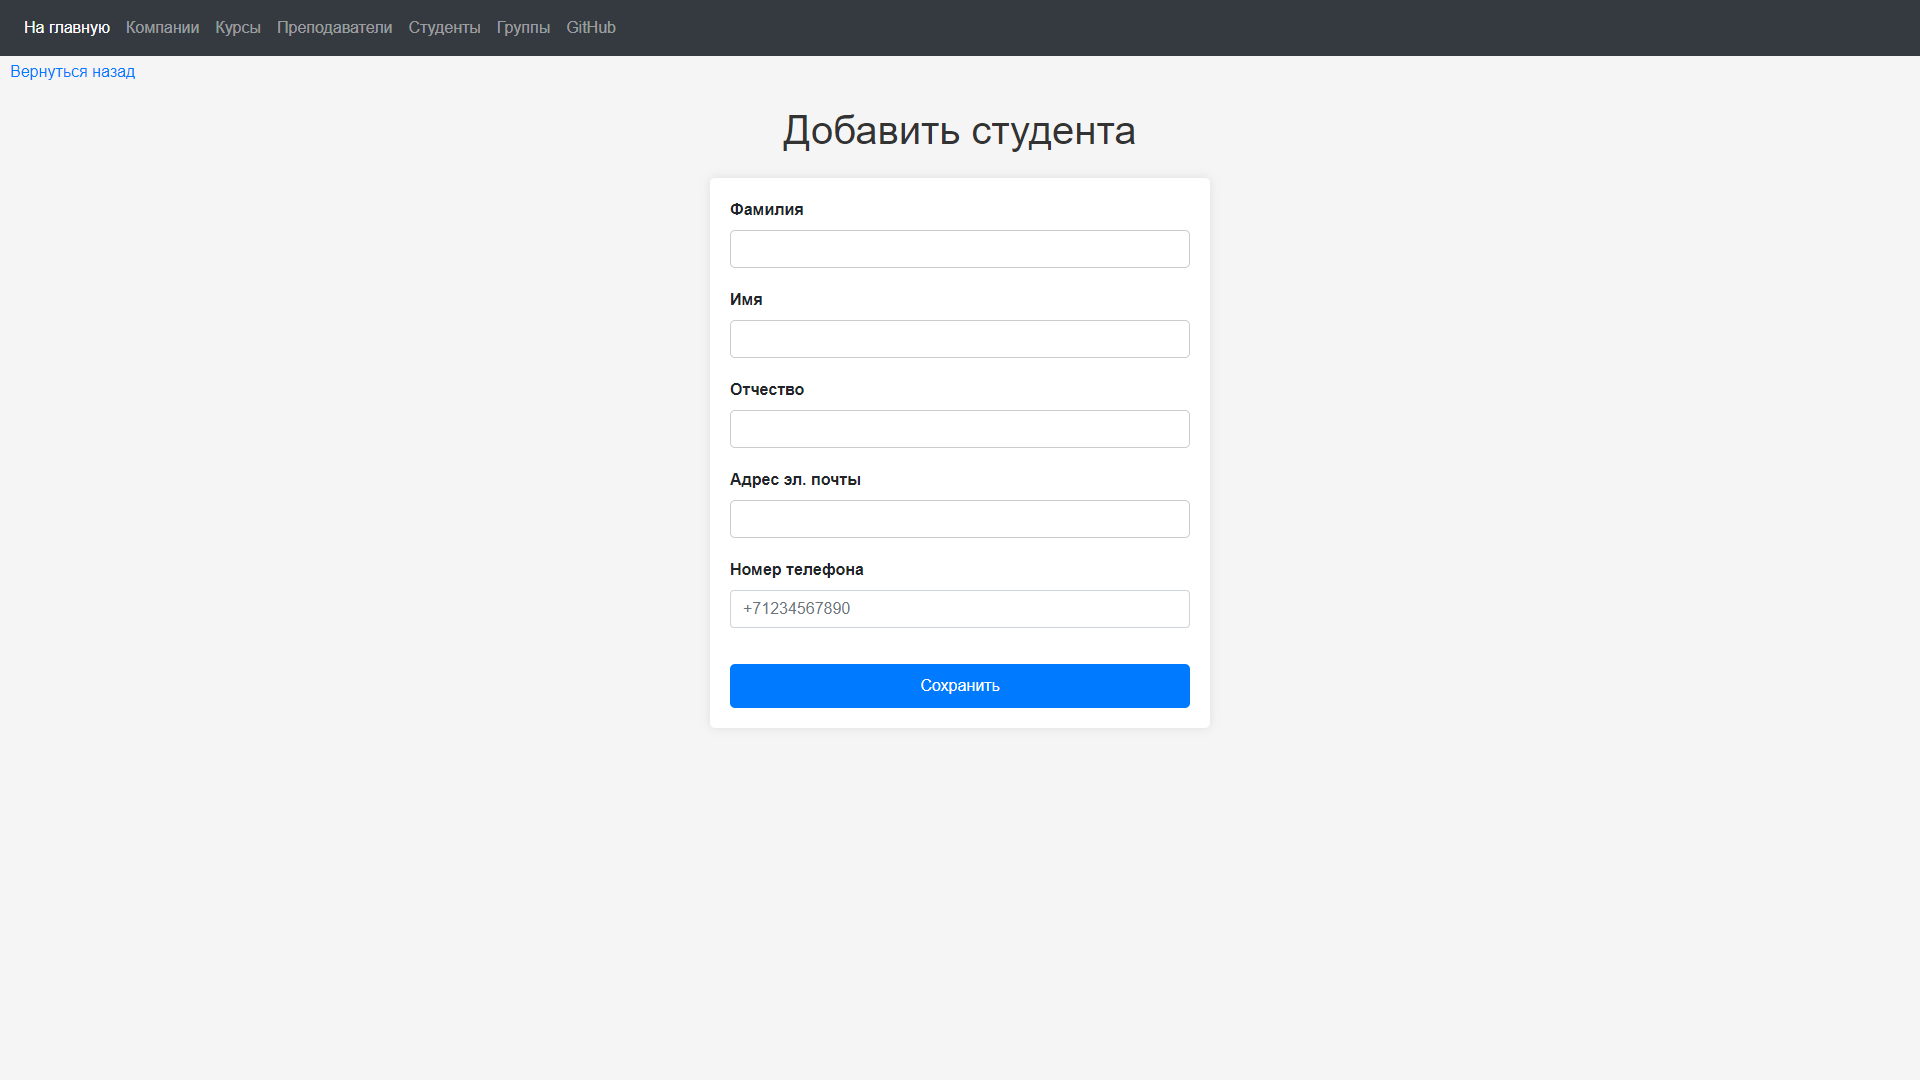 На главную Компании Курсы Преподаватели Студенты Группы GitHub
Вернуться назад
Добавить студента
Фамилия
Имя
Отчество
Адрес эл. почты
Номер телефона
+71234567890
Сохранить